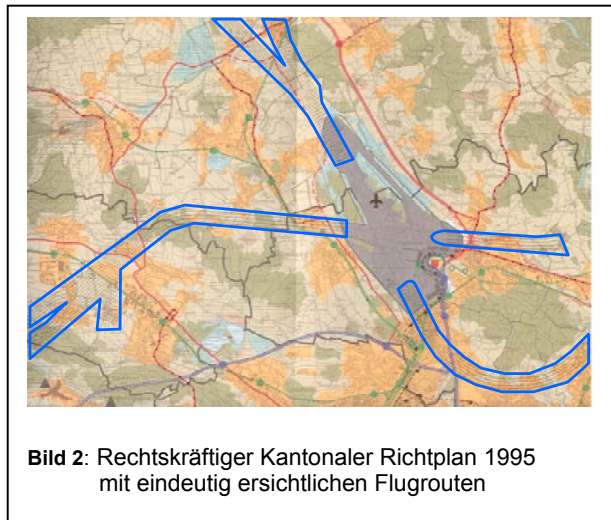 Bild 2: Rechtskräftiger Kantonaler Richtplan 1995
mit eindeutig ersichtlichen Flugrouten